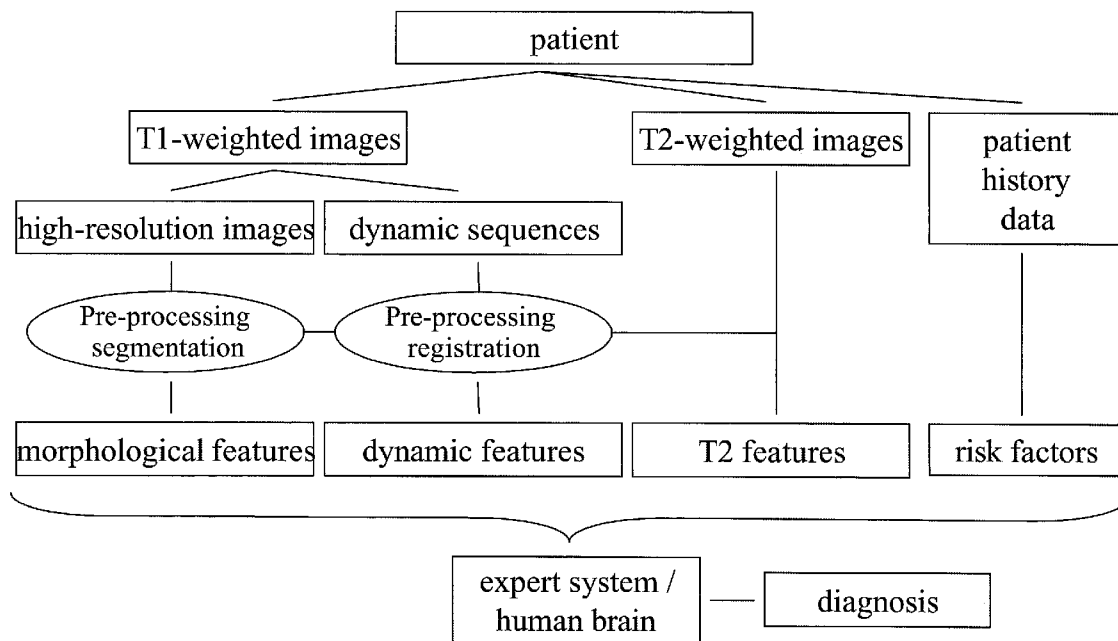 patient
T1-weighted images
T2-weighted images
patient
history
data
high-resolution images
dynamic sequences
Pre-processing
segmentation
Pre-processing
registration
morphological features
dynamic features
T2 features
risk factors
expert system /
human brain
diagnosis